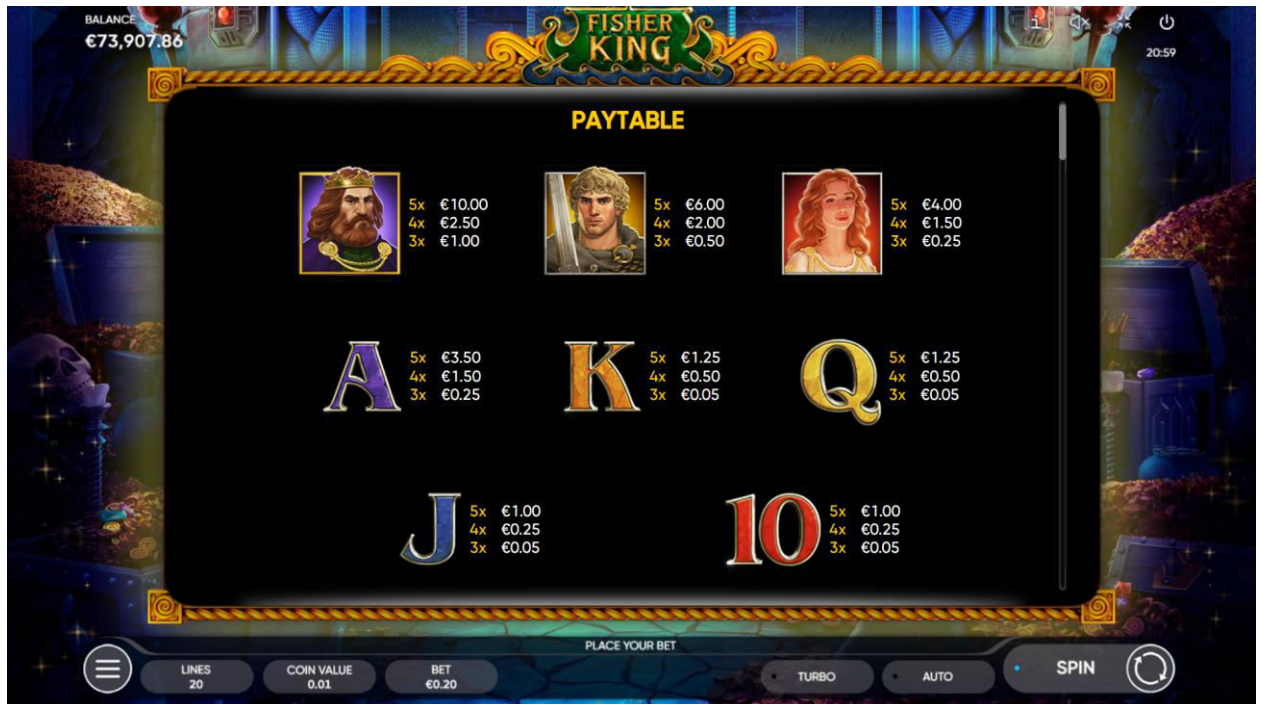 BALANCE
€73,907.86
FISHER
KING
i
20:59
PAYTABLE
5x €10.00
4x €2.50
3x €1.00
5x €6.00
4x €2.00
3x €0.50
5x €4.00
4x €1.50
3x €0.25
A
5x €3.50
4x €1.50
3x €0.25
K
5x €1.25
4x €0.50
3x €0.05
Q
5x €1.25
4x €0.50
3x €0.05
J
5x €1.00
4x €0.25
3x €0.05
10
5x €1.00
4x €0.25
3x €0.05
PLACE YOUR BET
LINES
20
COIN VALUE
0.01
BET
€0.20
TURBO
AUTO
SPIN